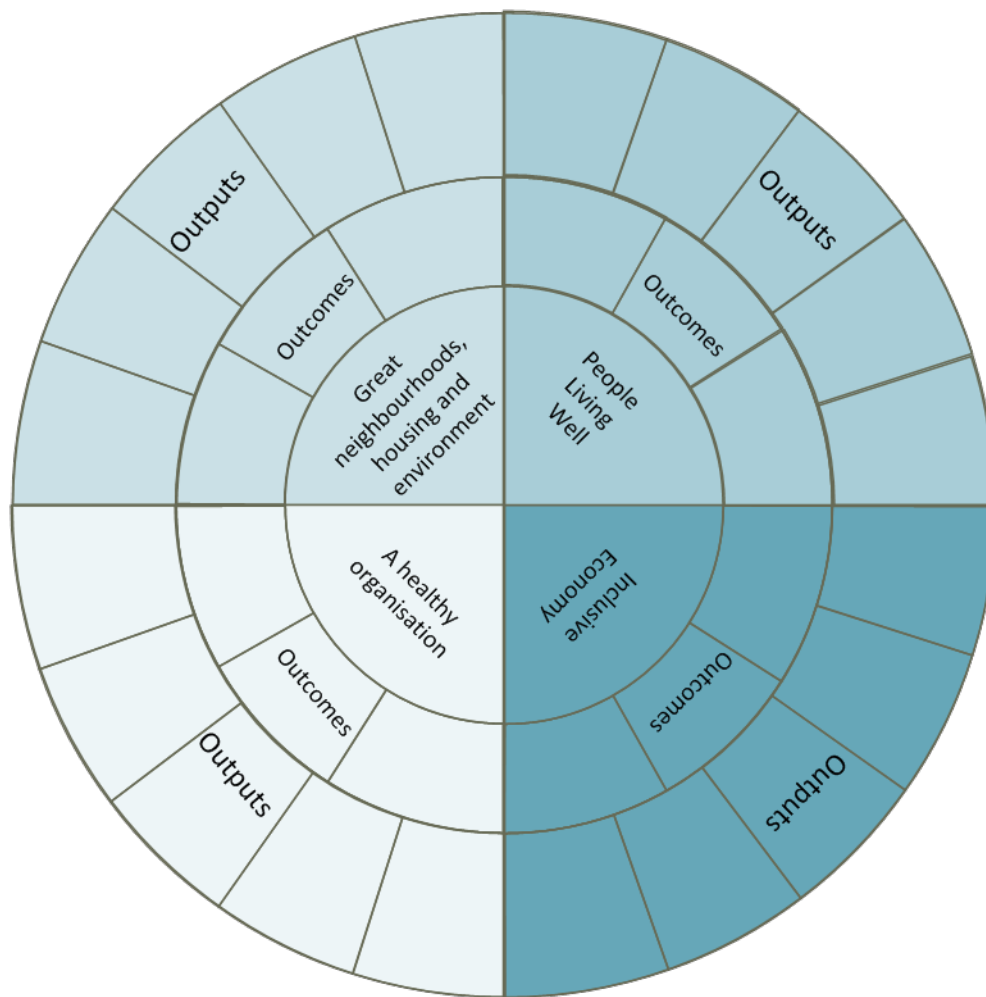 Outputs
Outcomes
Great
neighbourhoods,
housing and
environment
Outputs
Outcomes
People
Living
Well
A healthy
organisation
Outcomes
Outputs
Inclusive
Economy
Outcomes
Outputs